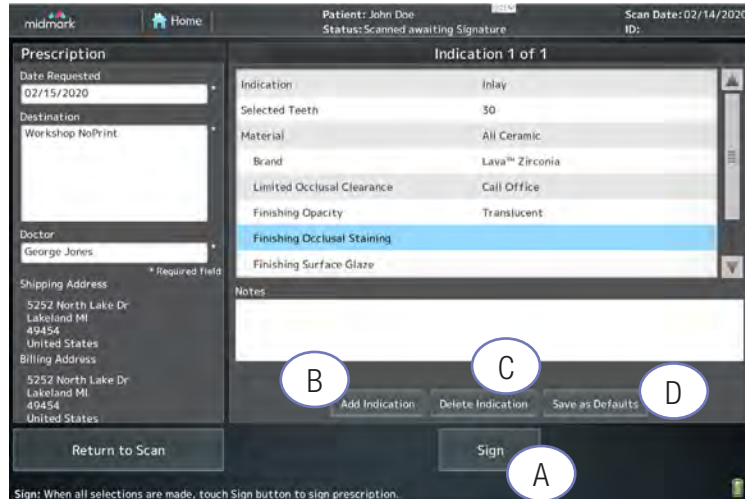 midmark
Home
Patient: John Doe
Status: Scanned awaiting Signature
Scan Date: 02/14/2020
ID:
Prescription
Date Requested
02/15/2020 *
Destination
Workshop NoPrint *
Doctor
George Jones *
* Required field
Shipping Address
5252 North Lake Dr
Lakeland MI
49454
United States
Billing Address
5252 North Lake Dr
Lakeland MI
49454
United States
Indication 1 of 1
Indication Inlay
Selected Teeth 30
Material All Ceramic
Brand Lava™ Zirconia
Limited Occlusal Clearance Call Office
Finishing Opacity Translucent
Finishing Occlusal Staining
Finishing Surface Glaze
Notes
B
C
D
Add Indication
Delete Indication
Save as Defaults
Return to Scan
Sign
A
Sign: When all selections are made, touch Sign button to sign prescription.